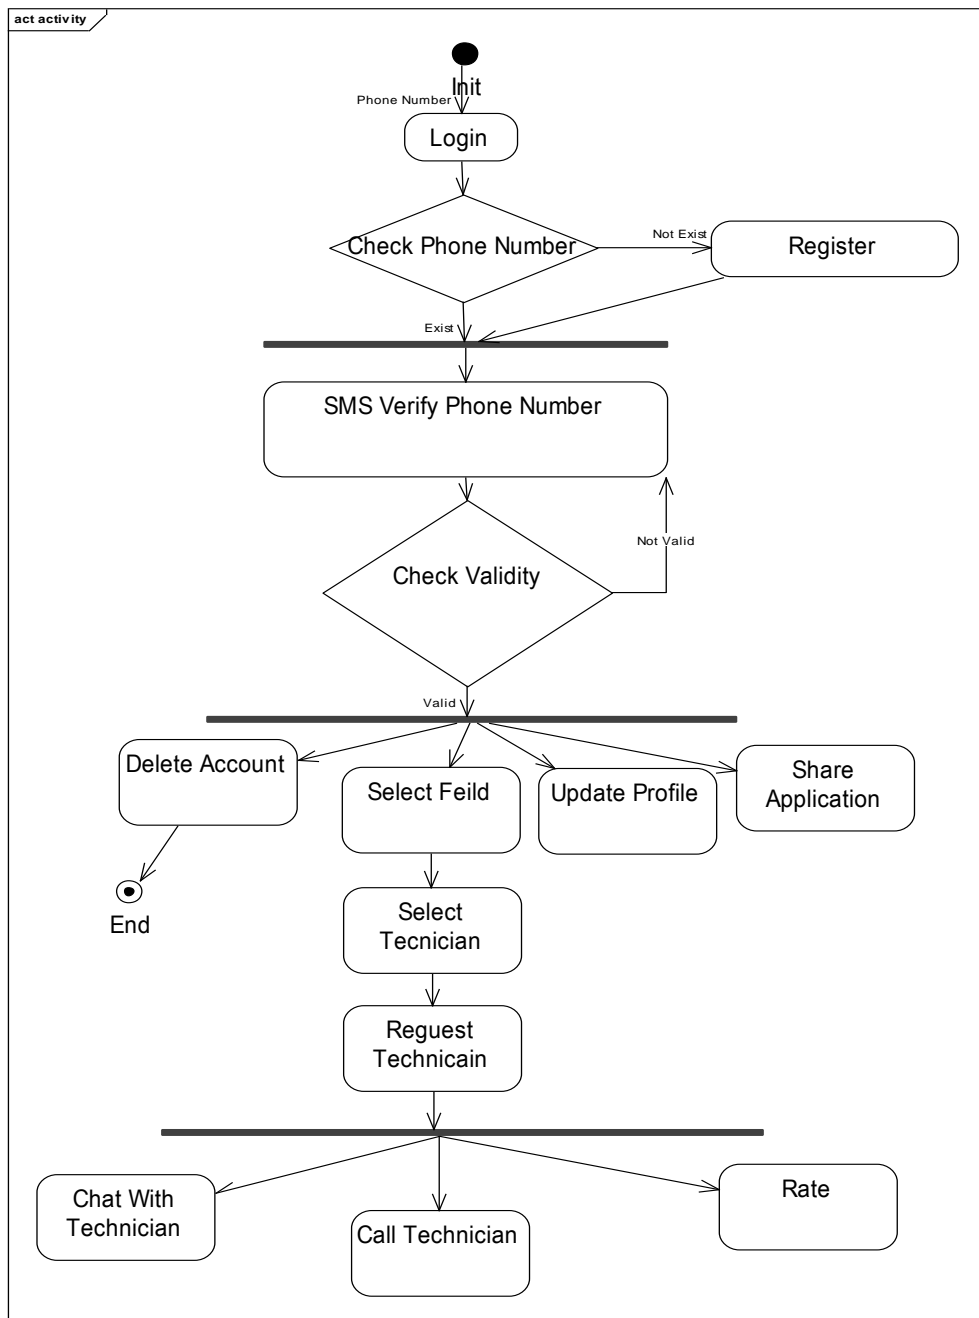 act activity
Init
Phone Number
Login
Check Phone Number
Not Exist
Register
Exist
SMS Verify Phone Number
Not Valid
Check Validity
Valid
Delete Account
Select Feild
Update Profile
Share
Application
End
Select
Tecnician
Reguest
Technicain
Chat With
Technician
Call Technician
Rate